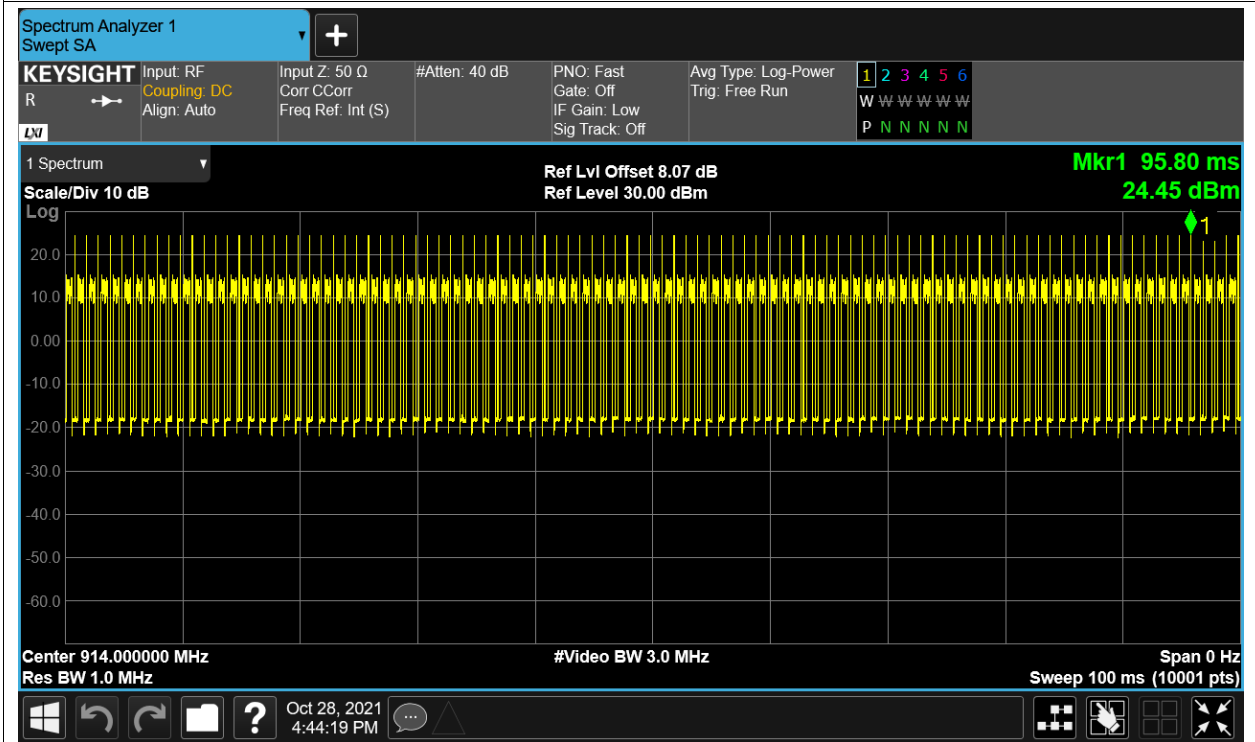 Spectrum Analyzer 1
Swept SA
KEYSIGHT
R
LXI
Input: RF
Coupling: DC
Align: Auto
Input Z: 50 Ω
Corr CCorr
Freq Ref: Int (S)
#Atten: 40 dB
PNO: Fast
Gate: Off
IF Gain: Low
Sig Track: Off
Avg Type: Log-Power
Trig: Free Run
1 2 3 4 5 6
W W W W W W
P N N N N N
1 Spectrum
Scale/Div 10 dB
Ref Lvl Offset 8.07 dB
Ref Level 30.00 dBm
Mkr1 95.80 ms
24.45 dBm
Log
1
20.0
10.0
0.00
-10.0
-20.0
-30.0
-40.0
-50.0
-60.0
Center 914.000000 MHz
Res BW 1.0 MHz
#Video BW 3.0 MHz
Span 0 Hz
Sweep 100 ms (10001 pts)
?
Oct 28, 2021
4:44:19 PM